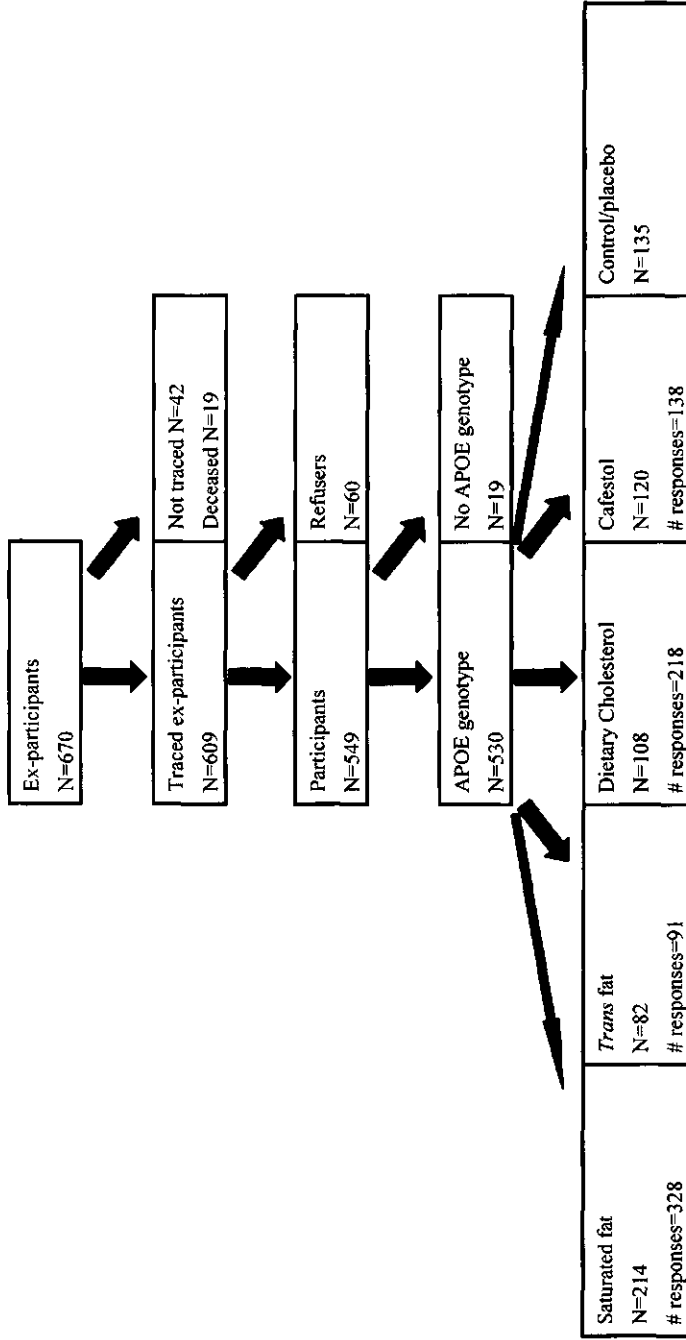 Ex-participants
N=670
Traced ex-participants
N=609
Not traced N=42
Deceased N=19
Participants
N=549
Refusers
N=60
APOE genotype
N=530
No APOE genotype
N=19
Saturated fat
N=214
# responses=328
Trans fat
N=82
# responses=91
Dietary Cholesterol
N=108
# responses=218
Cafestol
N=120
# responses=138
Control/placebo
N=135